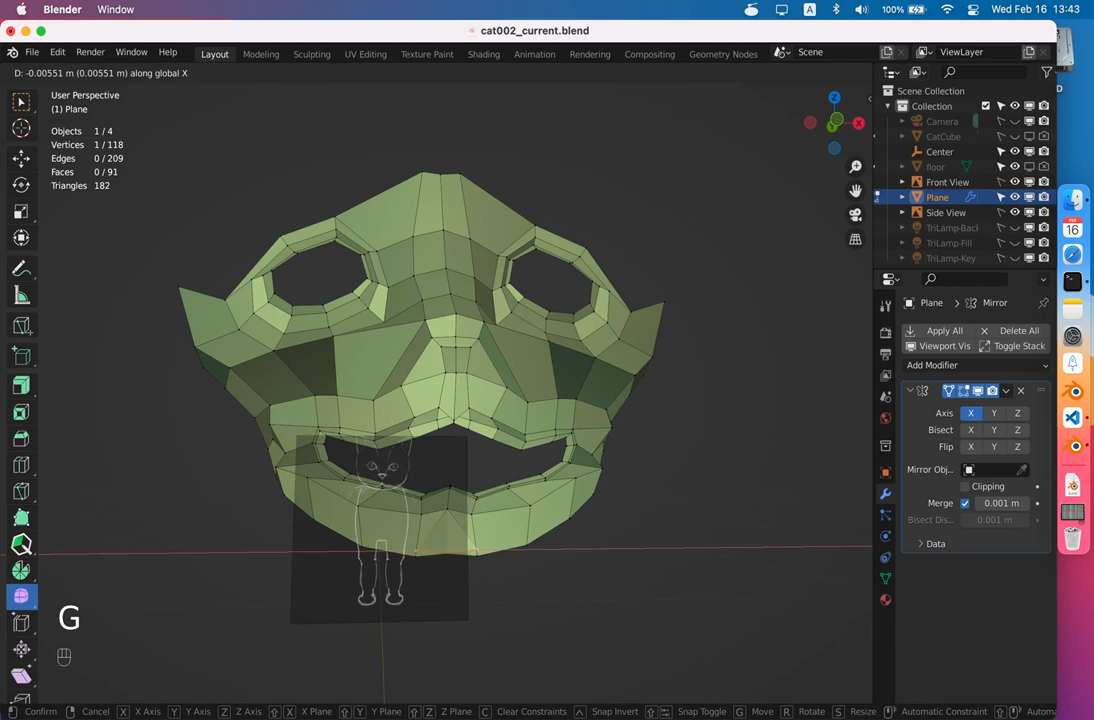 Blender Window A 100% Wed Feb 16 13:43
cat002_current.blend
File Edit Render Window Help Layout Modeling Sculpting UV Editing Texture Paint Shading Animation Rendering Compositing Geometry Nodes Scene ViewLayer
D: -0.00551 m (0.00551 m) along global X
User Perspective
(1) Plane
Objects 1 / 4
Vertices 1 / 118
Edges 0 / 209
Faces 0 / 91
Triangles 182
Z
X
Y
Scene Collection
Collection
Camera
CatCube
Center
floor
Front View
Plane
Side View
TriLamp-Back
TriLamp-Fill
TriLamp-Key
Plane > Mirror
Apply All Delete All
Viewport Vis Toggle Stack
Add Modifier
Axis X Y Z
Bisect X Y Z
Flip X Y Z
Mirror Obj...
Clipping
Merge 0.001 m
Bisect Dis... 0.001 m
Data
G
Confirm Cancel X X Axis Y Y Axis Z Z Axis X X Plane Y Y Plane Z Z Plane C Clear Constraints Snap Invert Snap Toggle G Move R Rotate S Resize Automatic Constraint Automa
16